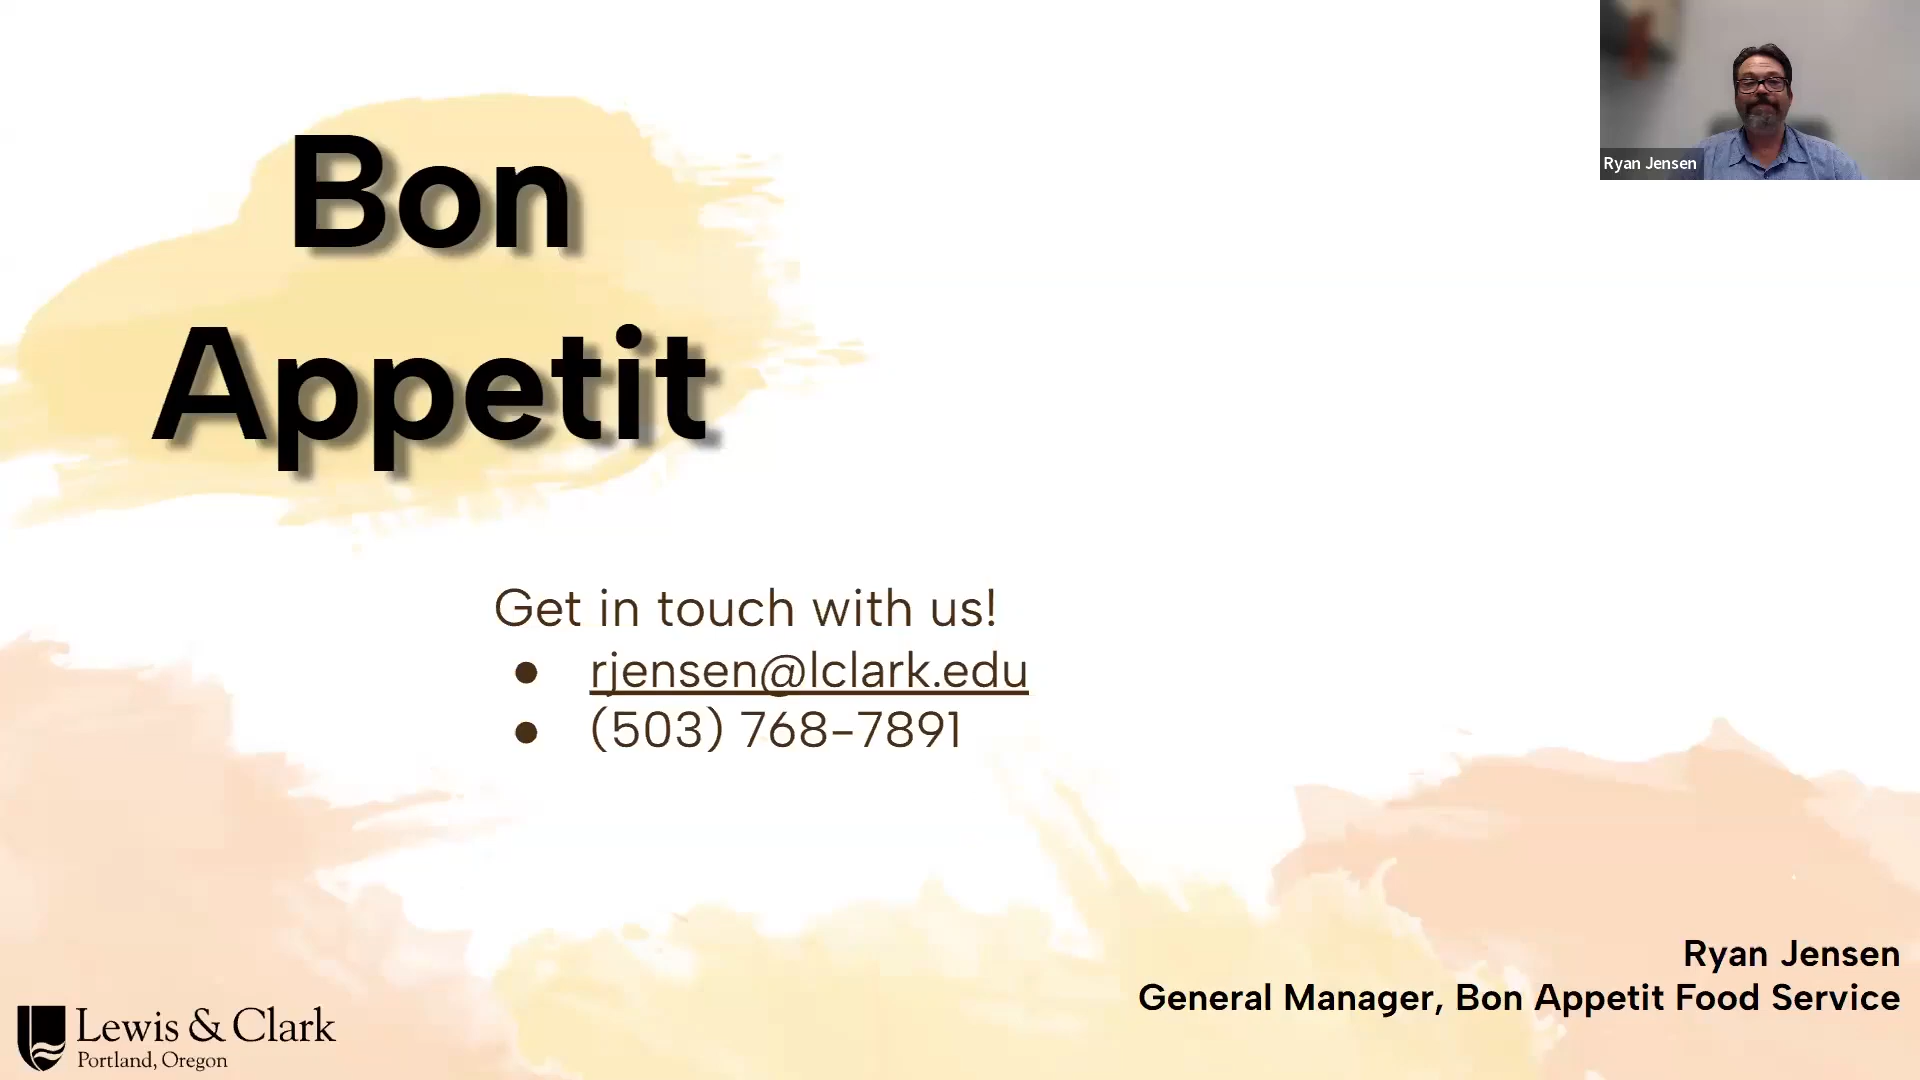 Bon
Appetit
Ryan Jensen
Get in touch with us!
● rjensen@lclark.edu
● (503) 768-7891
Ryan Jensen
General Manager, Bon Appetit Food Service
Lewis & Clark
Portland, Oregon